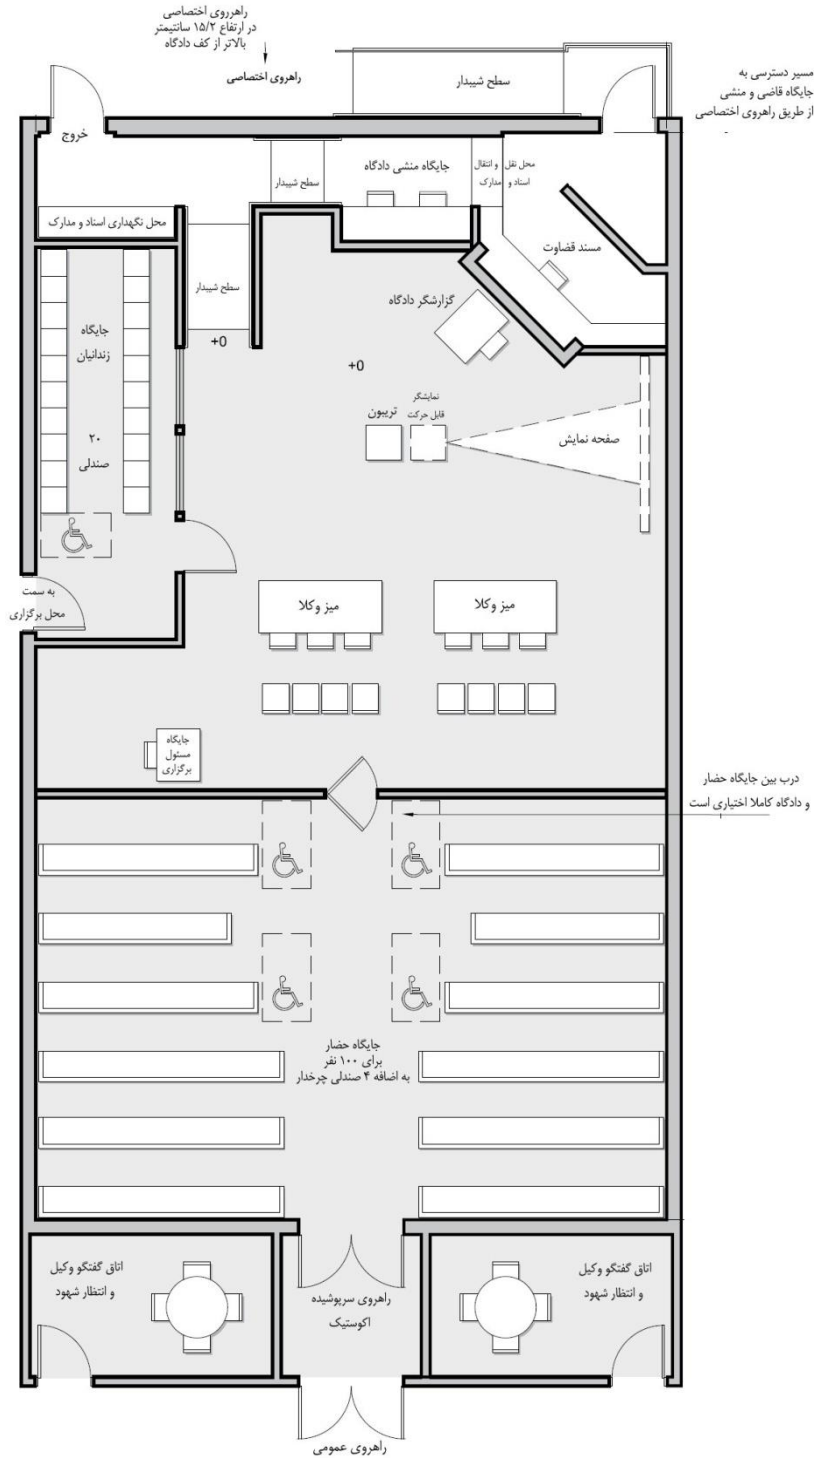 راهرروی اختصاصی
در ارتفاع ۱۵/۲ سانتیمتر
بالاتر از کف دادگاه
راهروی اختصاصی
سطح شیبدار
مسیر دسترسی به
جایگاه قاضی و منشی
از طریق راهروی اختصاصی
خروج
جایگاه منشی دادگاه
محل نقل و انتقال
اسناد و مدارک
سطح شیبدار
محل نگهداری اسناد و مدارک
مسند قضاوت
سطح شیبدار
گزارشگر دادگاه
جایگاه
زندانیان
+0
+0
نمایشگر
قابل حرکت
تریبون
۲۰
صندلی
صفحه نمایش
به سمت
محل برگزاری
میز وکلا
میز وکلا
جایگاه
مسئول
برگزاری
درب بین جایگاه حضار
و دادگاه کاملا اختیاری است
جایگاه حضار
برای ۱۰۰ نفر
به اضافه ۴ صندلی چرخدار
اتاق گفتگو وکیل
و انتظار شهود
اتاق گفتگو وکیل
و انتظار شهود
راهروی سرپوشیده
اکوستیک
راهروی عمومی